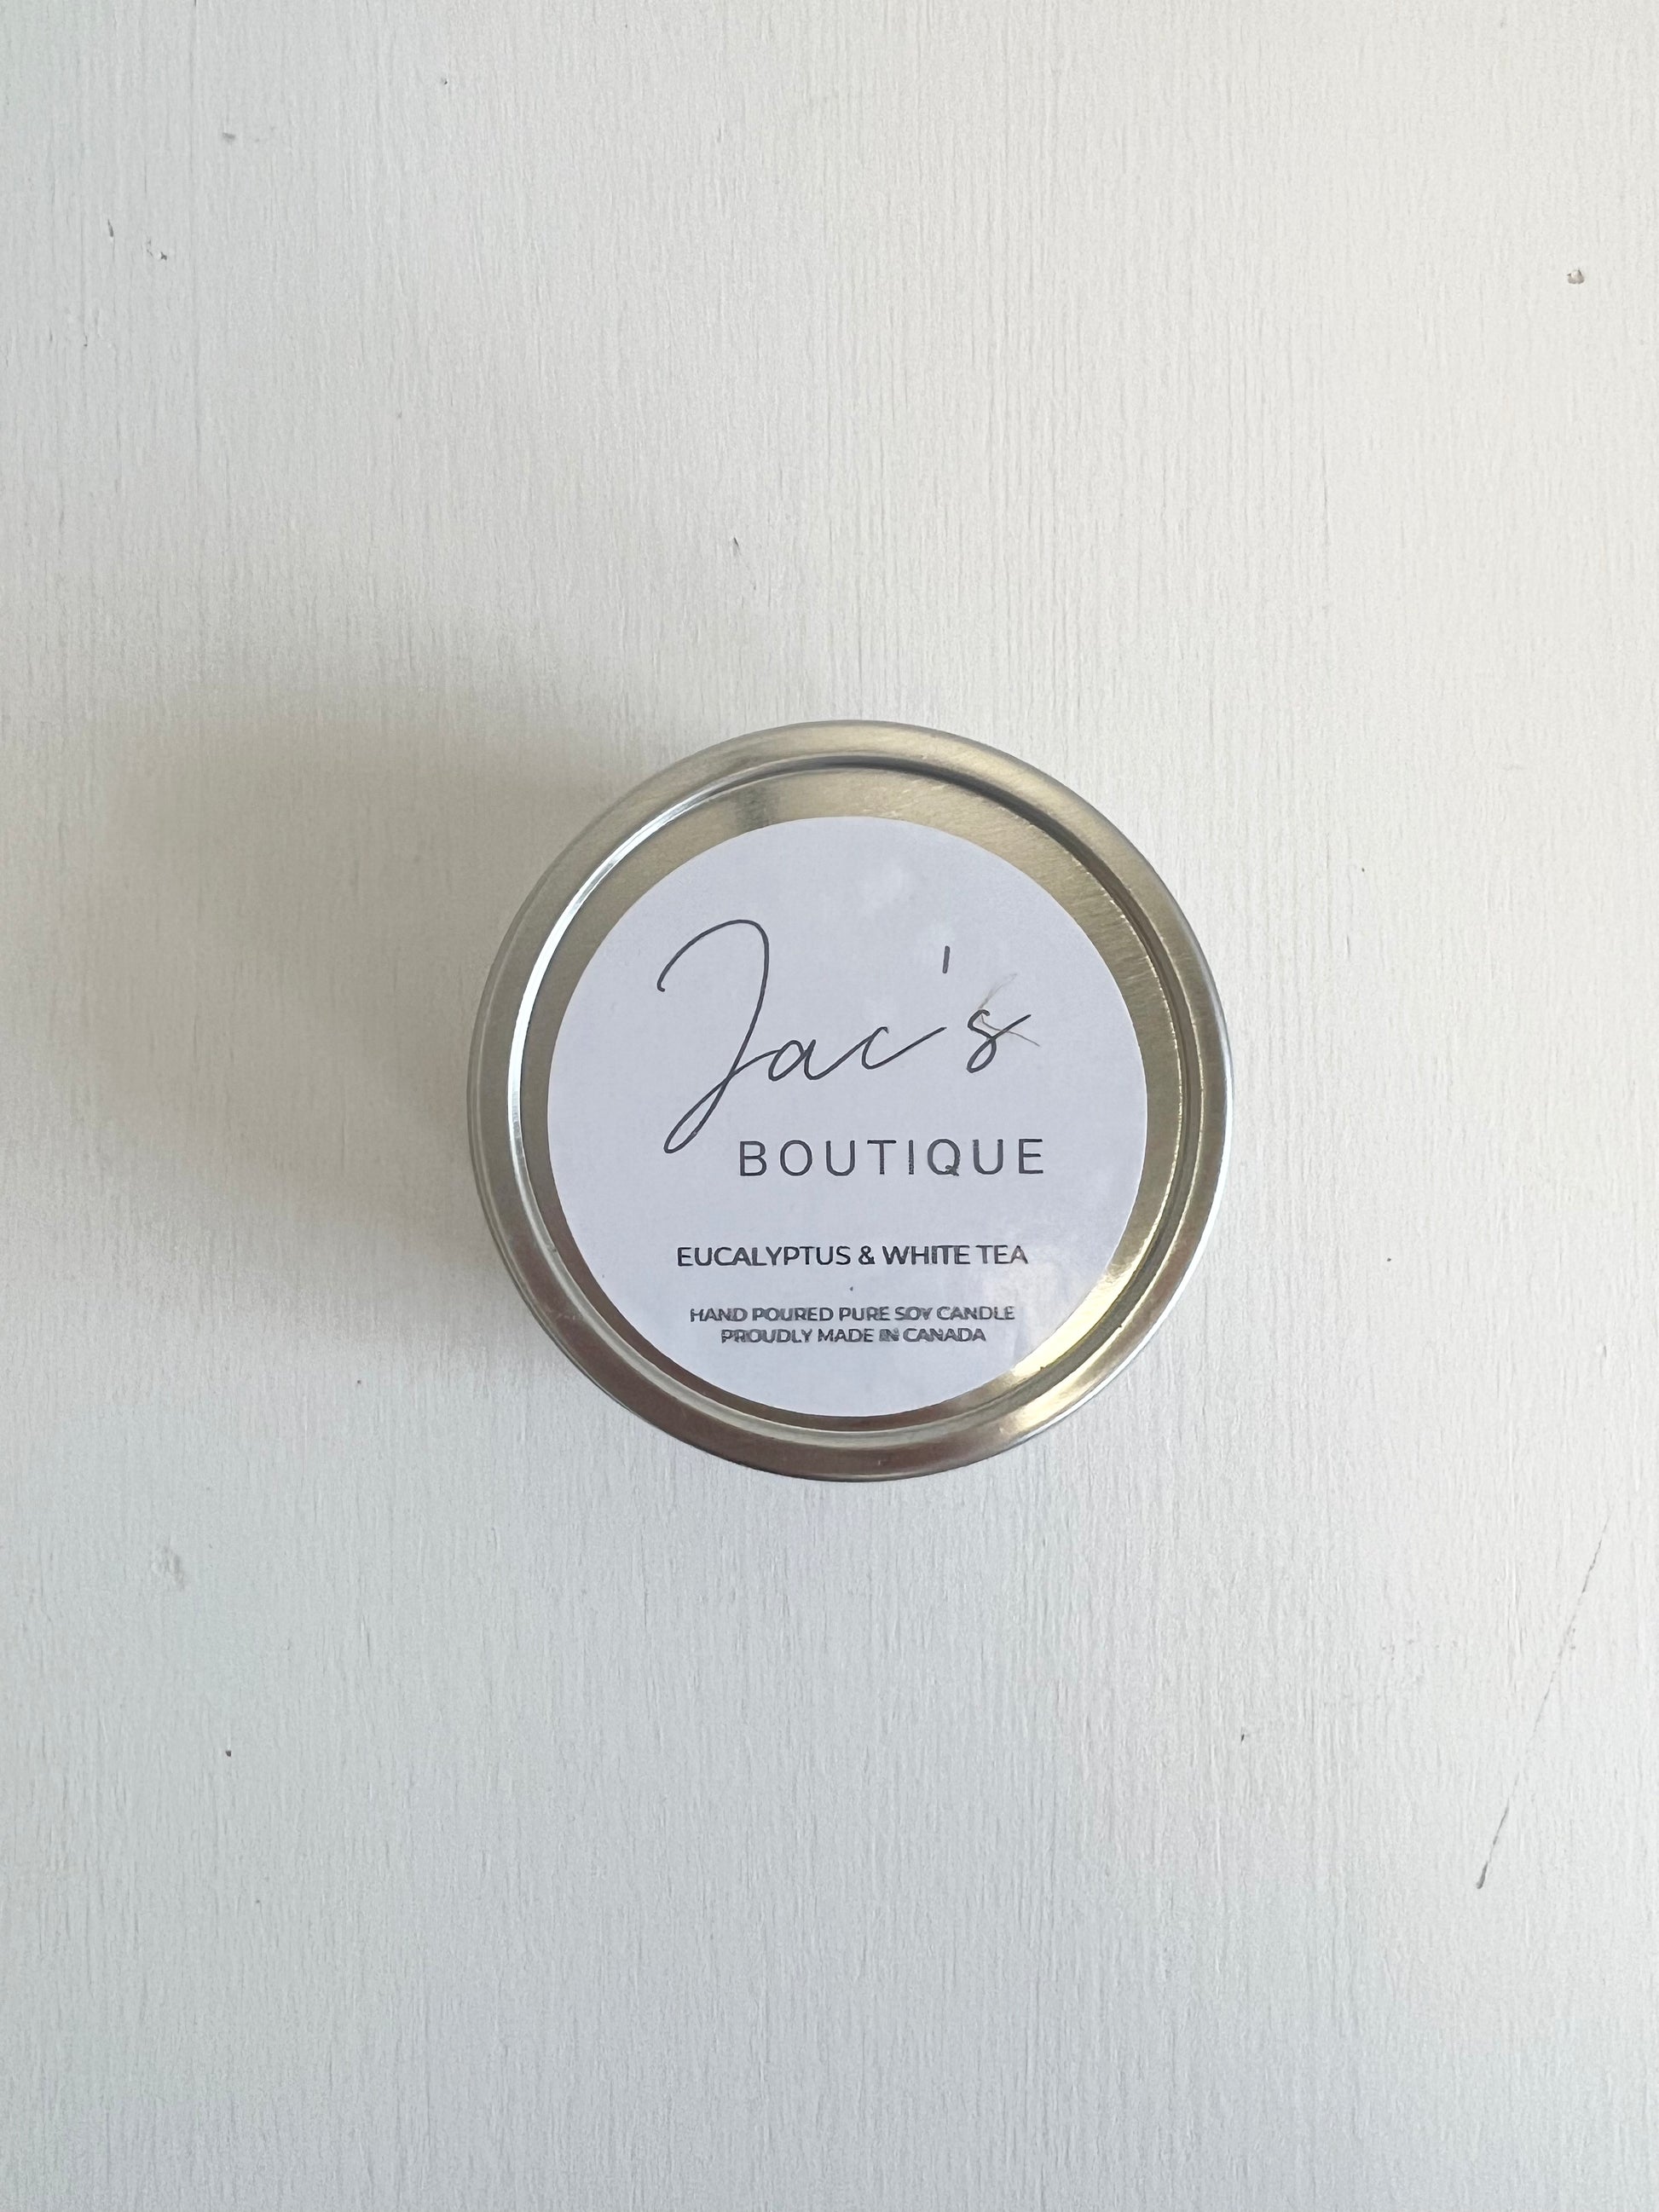 Jac's
BOUTIQUE
EUCALYPTUS & WHITE TEA
HAND POURED PURE SOY CANDLE
PROUDLY MADE IN CANADA